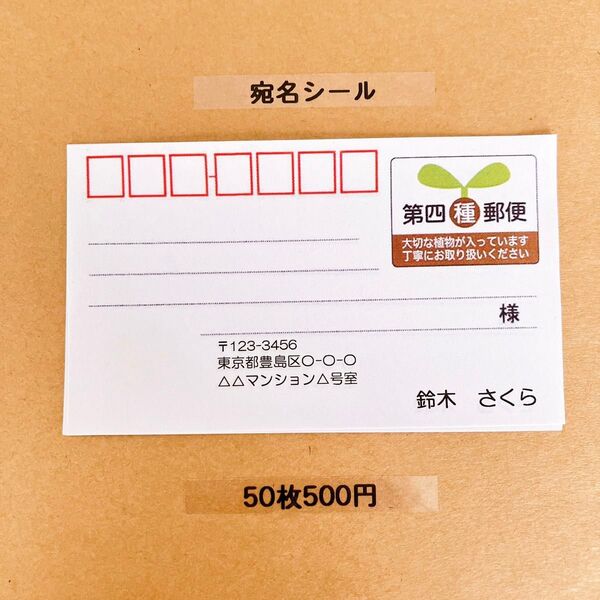 宛名シール
第四種郵便
大切な植物が入っています
丁寧にお取り扱いください
様
〒123-3456
東京都豊島区〇-〇-〇
△△マンション△号室
鈴木　さくら
50枚500円